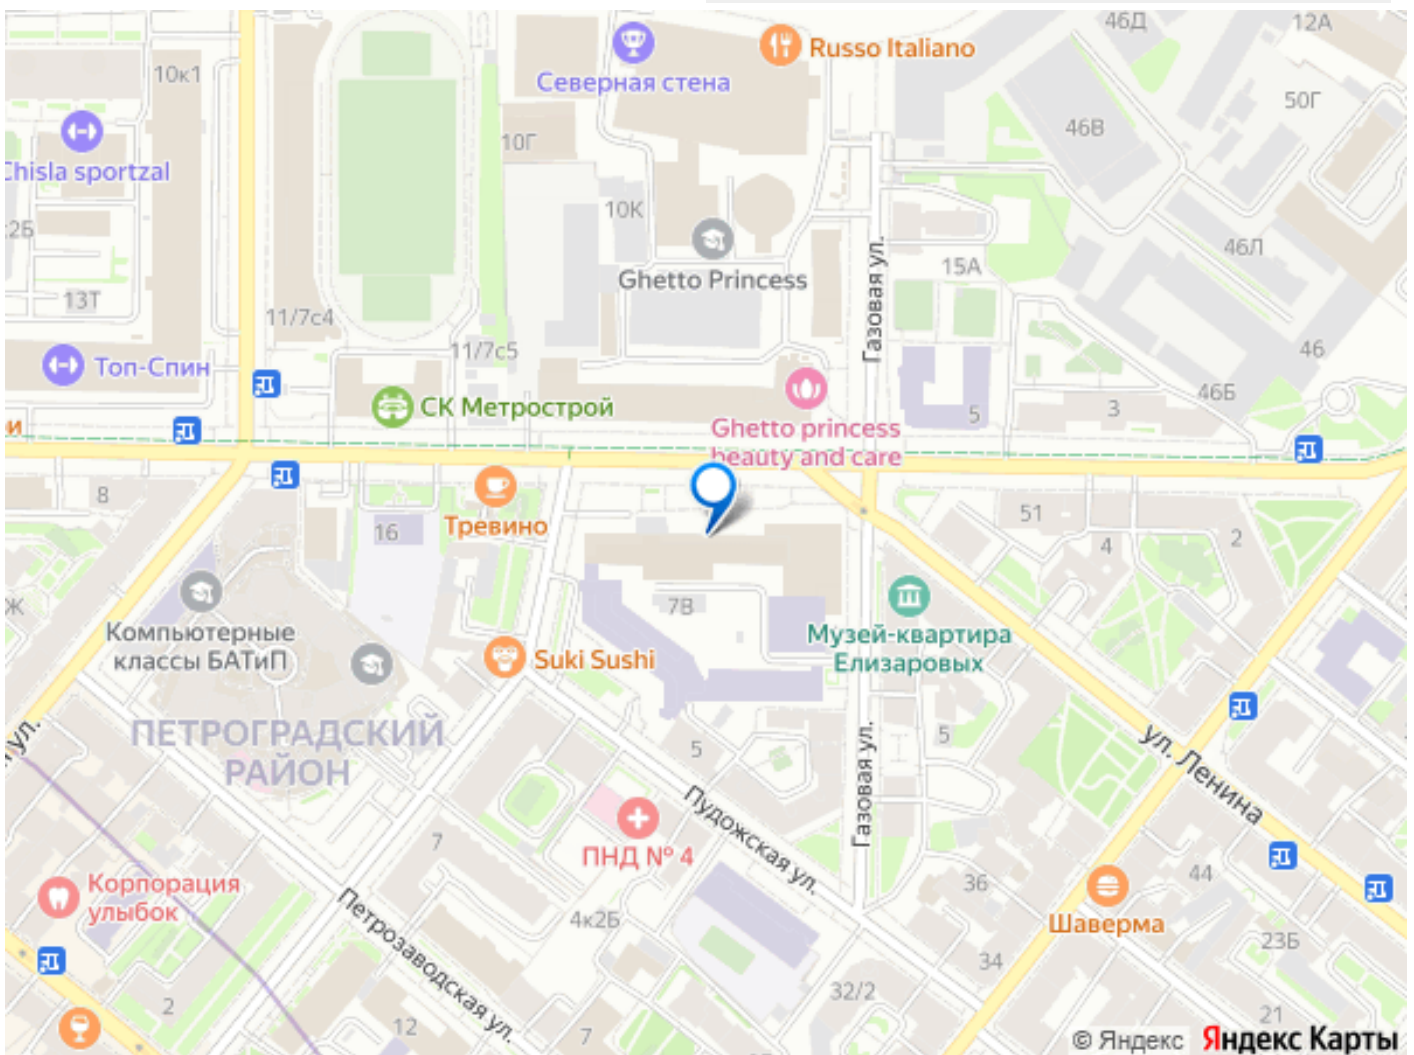 46Д
12А
Russo Italiano
Северная стена
10к1
50Г
46В
10Г
Chisla sportzal
10К
25
46Л
Ghetto Princess
15А
Газовая ул.
13Т
11/7с4
11/7с5
46
Топ-Спин
46Б
СК Метрострой
3
5
Ghetto princess
beauty and care
8
51
Тревино
16
4
2
Ж
7В
Компьютерные
классы БАТиП
Музей-квартира
Елизаровых
Suki Sushi
ПЕТРОГРАДСКИЙ
РАЙОН
ул.
5
5
ул. Ленина
Газовая ул.
Пудожская ул.
7
ПНД № 4
Корпорация
улыбок
36
44
4к2Б
Шаверма
23Б
Петрозаводская ул.
34
32/2
2
12
7
21
© Яндекс Яндекс Карты